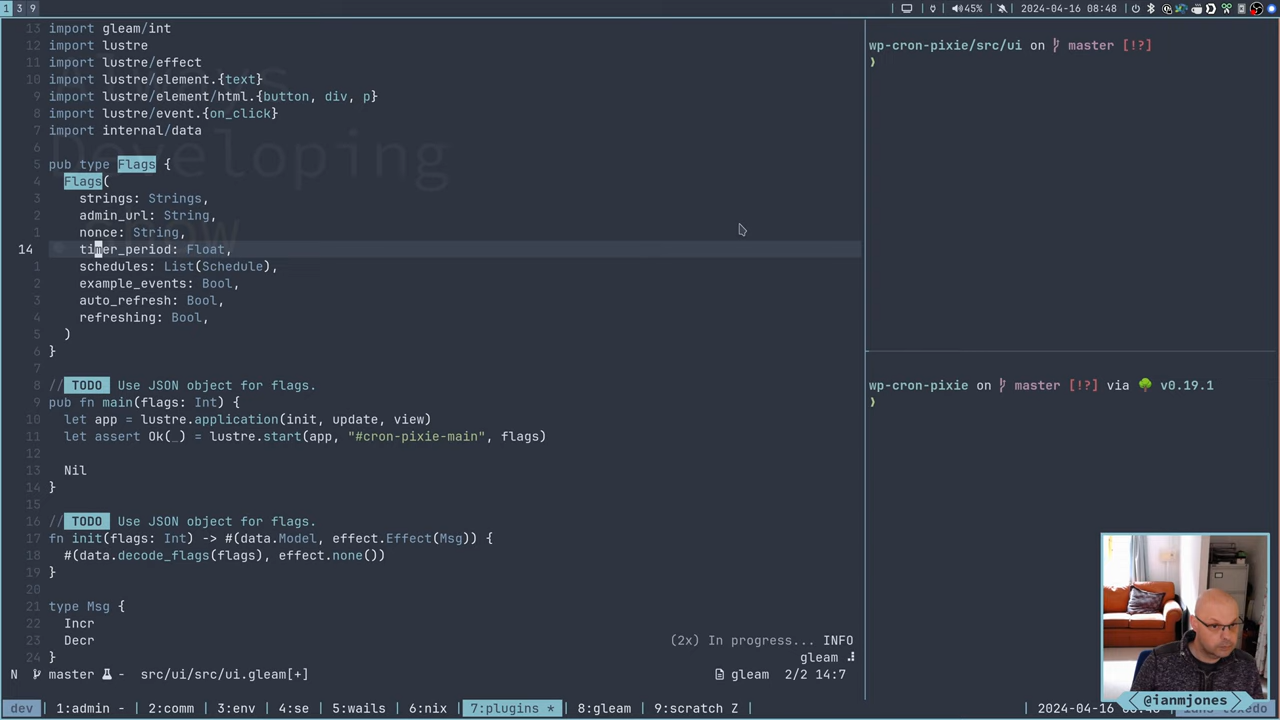 1 3 9
45%
2024-04-16 08:48
13 import gleam/int
12 import lustre
11 import lustre/effect
10 import lustre/element.{text}
9 import lustre/element/html.{button, div, p}
8 import lustre/event.{on_click}
7 import internal/data
6
5 pub type Flags {
4 Flags(
3 strings: Strings,
2 admin_url: String,
1 nonce: String,
14 timer_period: Float,
1 schedules: List(Schedule),
2 example_events: Bool,
3 auto_refresh: Bool,
4 refreshing: Bool,
5 )
6 }
7
8 // TODO Use JSON object for flags.
9 pub fn main(flags: Int) {
10 let app = lustre.application(init, update, view)
11 let assert Ok(_) = lustre.start(app, "#cron-pixie-main", flags)
12
13 Nil
14 }
15
16 // TODO Use JSON object for flags.
17 fn init(flags: Int) -> #(data.Model, effect.Effect(Msg)) {
18 #(data.decode_flags(flags), effect.none())
19 }
20
21 type Msg {
22 Incr
23 Decr
24 }
(2x) In progress... INFO
gleam
N master - src/ui/src/ui.gleam[+]
gleam 2/2 14:7
Developing
wp-cron-pixie/src/ui on master [!?]
❯
wp-cron-pixie on master [!?] via v0.19.1
❯
dev 1:admin - 2:comm 3:env 4:se 5:wails 6:nix 7:plugins * 8:gleam 9:scratch Z
@ianmjones